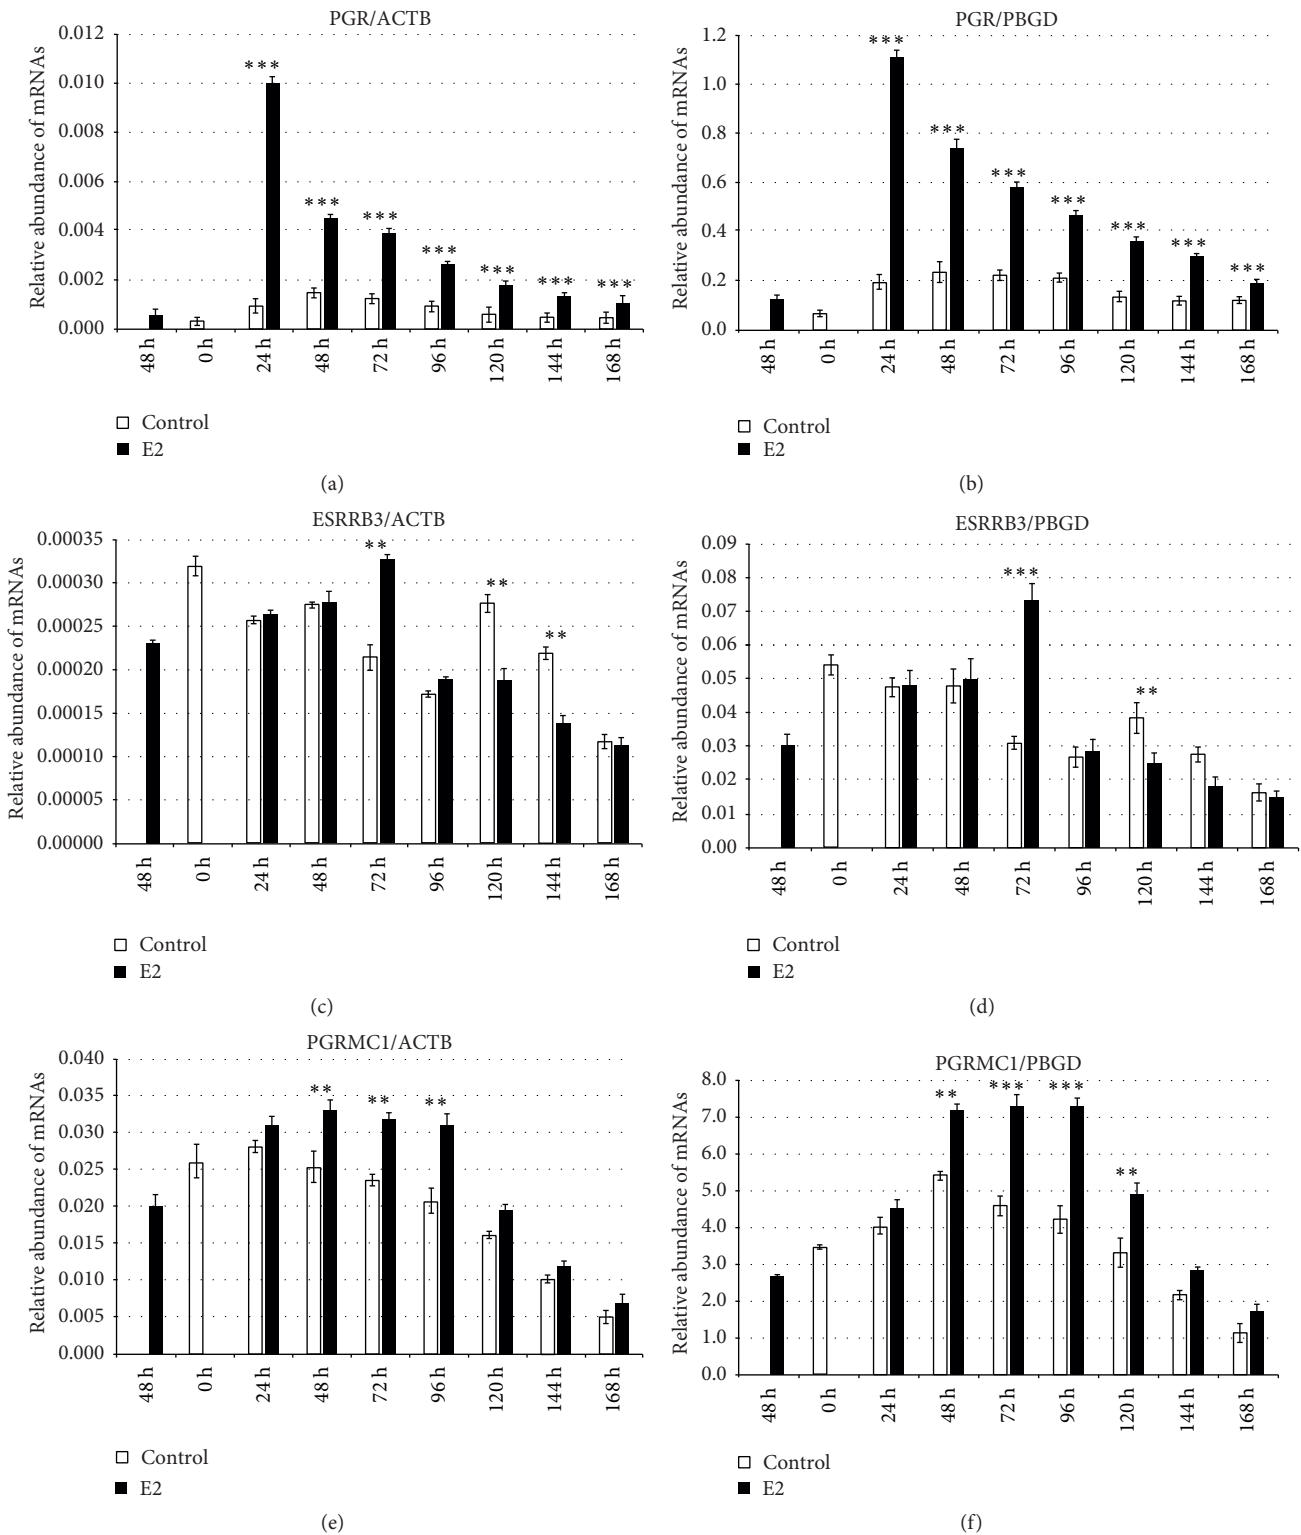 PGR/ACTB
Relative abundance of mRNAs
0.012
0.010
0.008
0.006
0.004
0.002
0.000
***
***
***
***
***
***
***
48 h
0 h
24 h
48 h
72 h
96 h
120 h
144 h
168 h
Control
E2
(a)
PGR/PBGD
Relative abundance of mRNAs
1.2
1.0
0.8
0.6
0.4
0.2
0.0
***
***
***
***
***
***
***
48 h
0 h
24 h
48 h
72 h
96 h
120 h
144 h
168 h
Control
E2
(b)
ESRRB3/ACTB
Relative abundance of mRNAs
0.00035
0.00030
0.00025
0.00020
0.00015
0.00010
0.00005
0.00000
**
**
**
48 h
0 h
24 h
48 h
72 h
96 h
120 h
144 h
168 h
Control
E2
(c)
ESRRB3/PBGD
Relative abundance of mRNAs
0.09
0.08
0.07
0.06
0.05
0.04
0.03
0.02
0.01
0.00
***
**
48 h
0 h
24 h
48 h
72 h
96 h
120 h
144 h
168 h
Control
E2
(d)
PGRMC1/ACTB
Relative abundance of mRNAs
0.040
0.035
0.030
0.025
0.020
0.015
0.010
0.005
0.000
**
**
**
48 h
0 h
24 h
48 h
72 h
96 h
120 h
144 h
168 h
Control
E2
(e)
PGRMC1/PBGD
Relative abundance of mRNAs
8.0
7.0
6.0
5.0
4.0
3.0
2.0
1.0
0.0
**
***
***
**
48 h
0 h
24 h
48 h
72 h
96 h
120 h
144 h
168 h
Control
E2
(f)